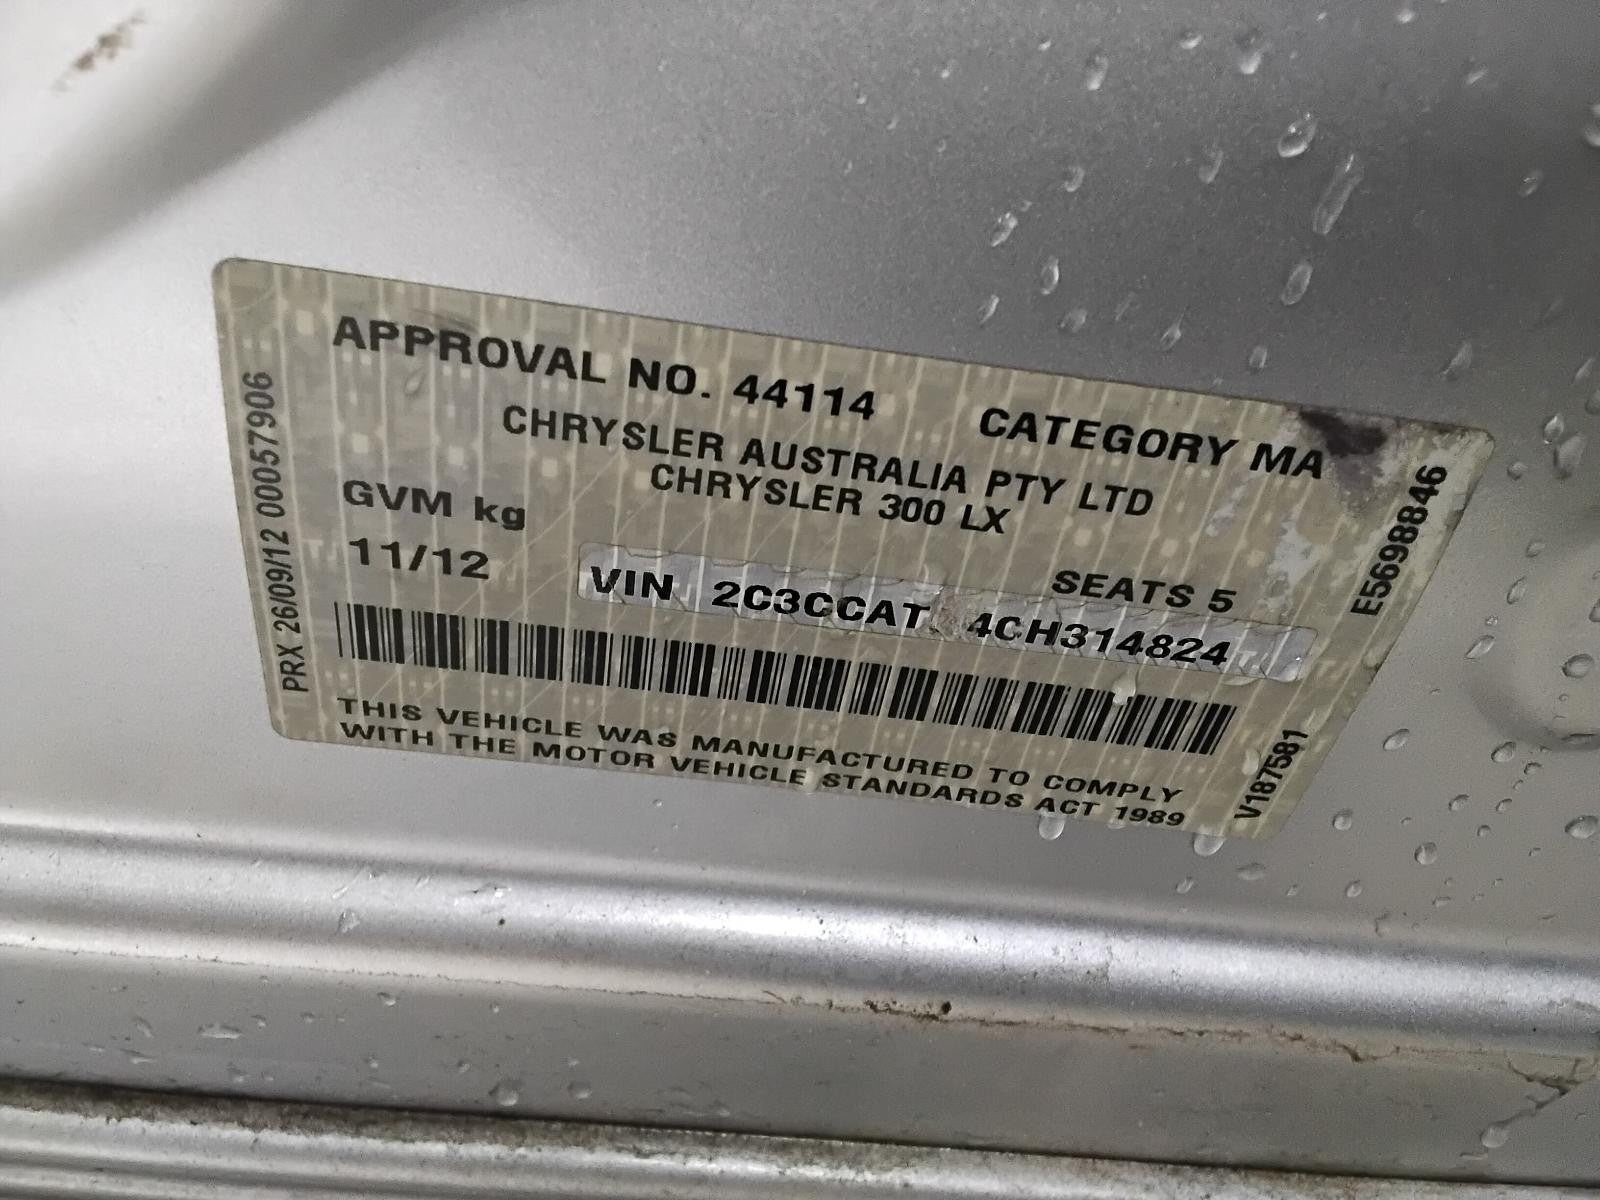 APPROVAL NO. 44114 CATEGORY MA
CHRYSLER AUSTRALIA PTY LTD
CHRYSLER 300 LX
GVM kg
SEATS 5
11/12
VIN 2C3CCAT 4CH314824
THIS VEHICLE WAS MANUFACTURED TO COMPLY
WITH THE MOTOR VEHICLE STANDARDS ACT 1989
PRX 26/09/12 00057906
E5698846
V187581